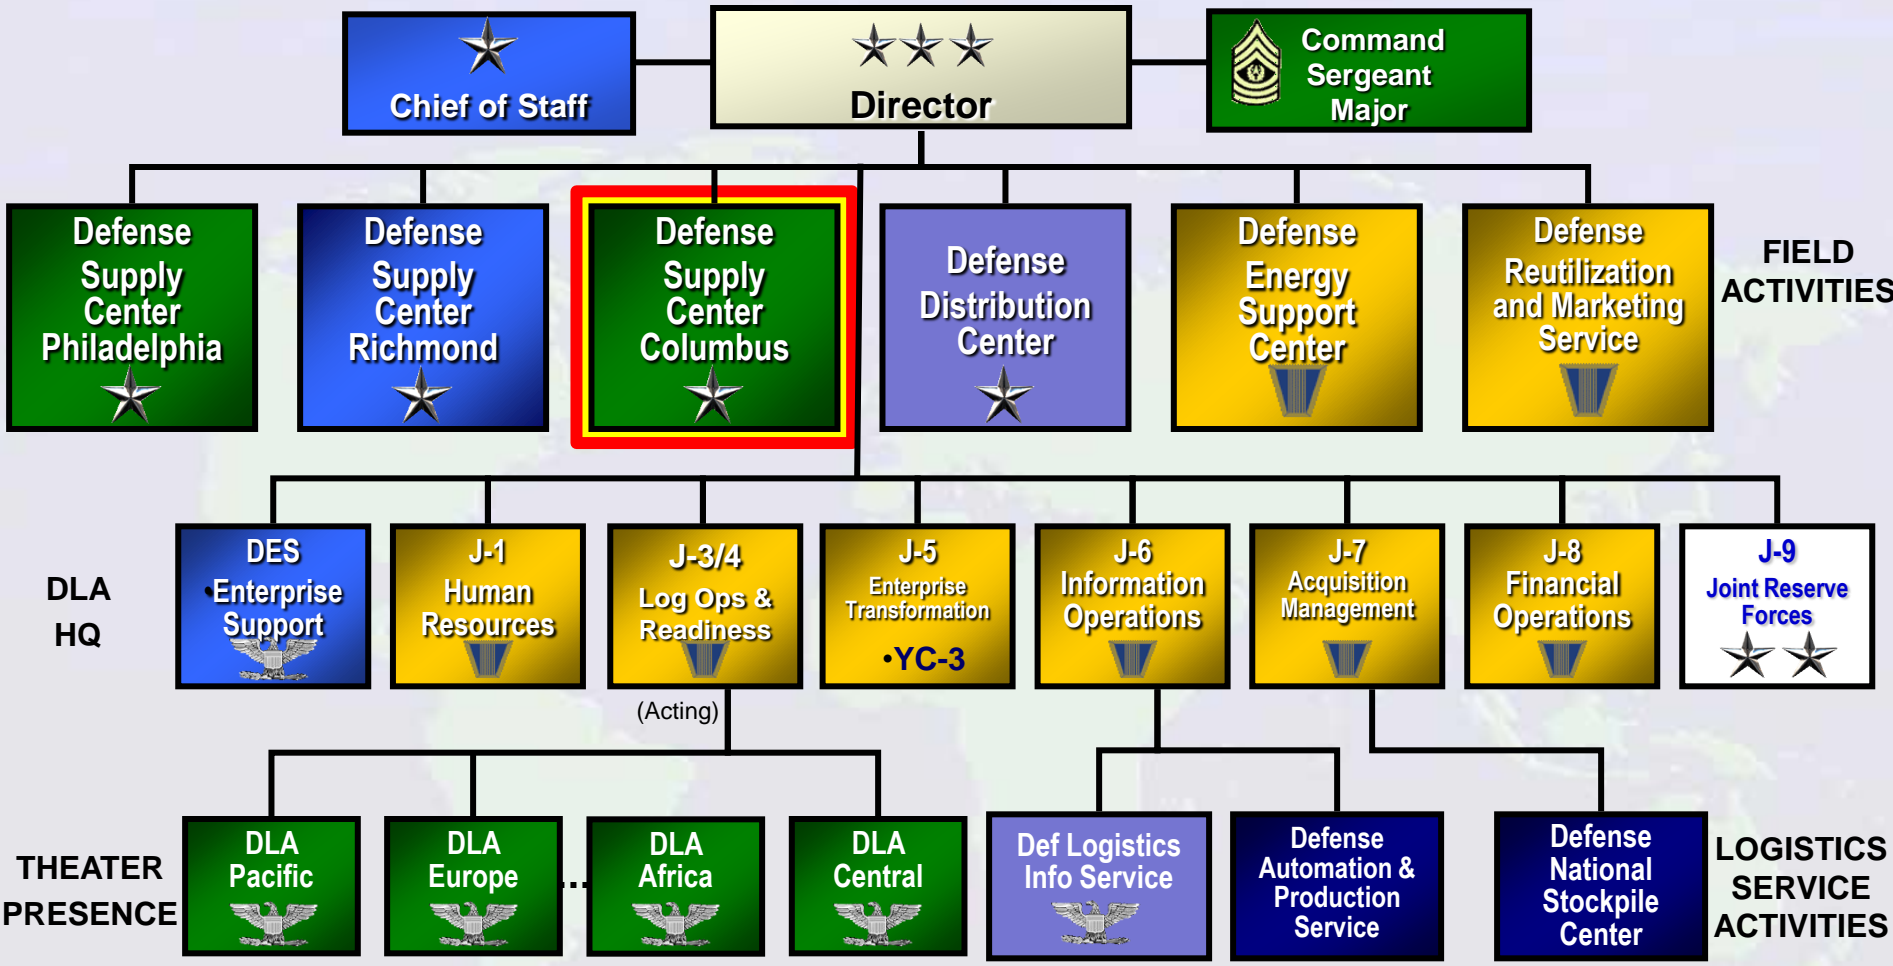 Chief of Staff
Director
Command
Sergeant
Major
Defense
Supply
Center
Philadelphia
Defense
Supply
Center
Richmond
Defense
Supply
Center
Columbus
Defense
Distribution
Center
Defense
Energy
Support
Center
Defense
Reutilization
and Marketing
Service
FIELD
ACTIVITIES
DLA
HQ
DES
•Enterprise
Support
J-1
Human
Resources
J-3/4
Log Ops &
Readiness
(Acting)
J-5
Enterprise
Transformation
•YC-3
J-6
Information
Operations
J-7
Acquisition
Management
J-8
Financial
Operations
J-9
Joint Reserve
Forces
THEATER
PRESENCE
DLA
Pacific
DLA
Europe
...
DLA
Africa
DLA
Central
Def Logistics
Info Service
Defense
Automation &
Production
Service
Defense
National
Stockpile
Center
LOGISTICS
SERVICE
ACTIVITIES